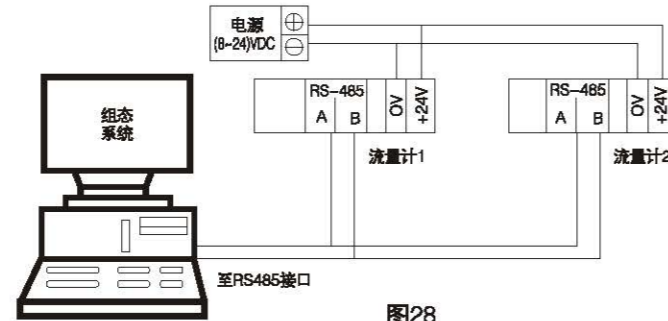 电源
(8~24)VDC
⊕
⊖
RS-485
A B 0V +24V
流量计1
RS-485
A B 0V +24V
流量计2
组态
系统
至RS485接口
图28